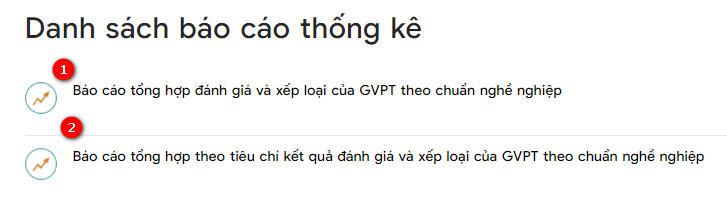 Danh sách báo cáo thống kê
1
Báo cáo tổng hợp đánh giá và xếp loại của GVPT theo chuẩn nghề nghiệp
2
Báo cáo tổng hợp theo tiêu chí kết quả đánh giá và xếp loại của GVPT theo chuẩn nghề nghiệp